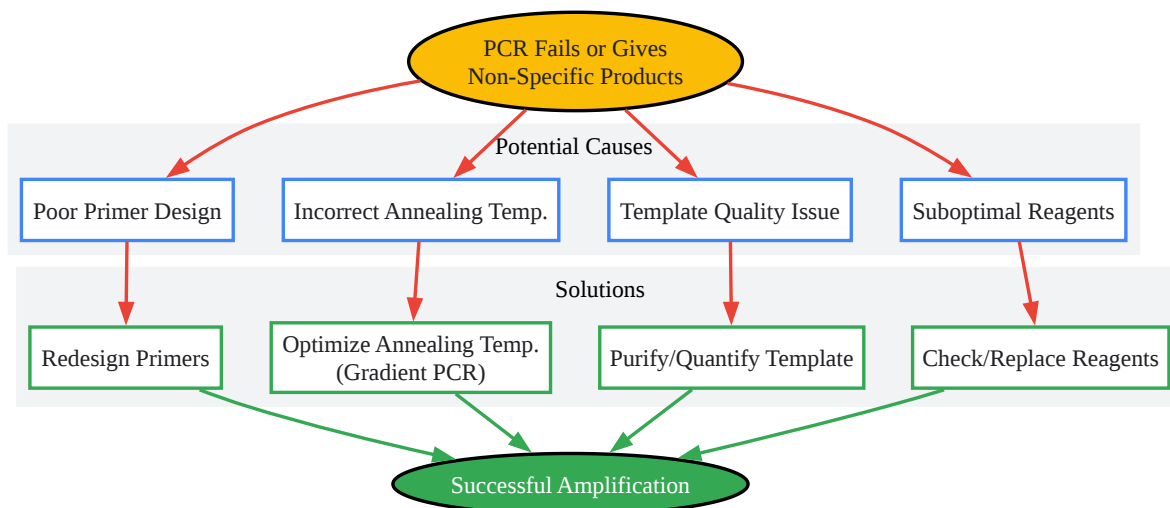 PCR Fails or Gives
Non-Specific Products
Potential Causes
Poor Primer Design
Incorrect Annealing Temp.
Template Quality Issue
Suboptimal Reagents
Solutions
Redesign Primers
Optimize Annealing Temp.
(Gradient PCR)
Purify/Quantify Template
Check/Replace Reagents
Successful Amplification